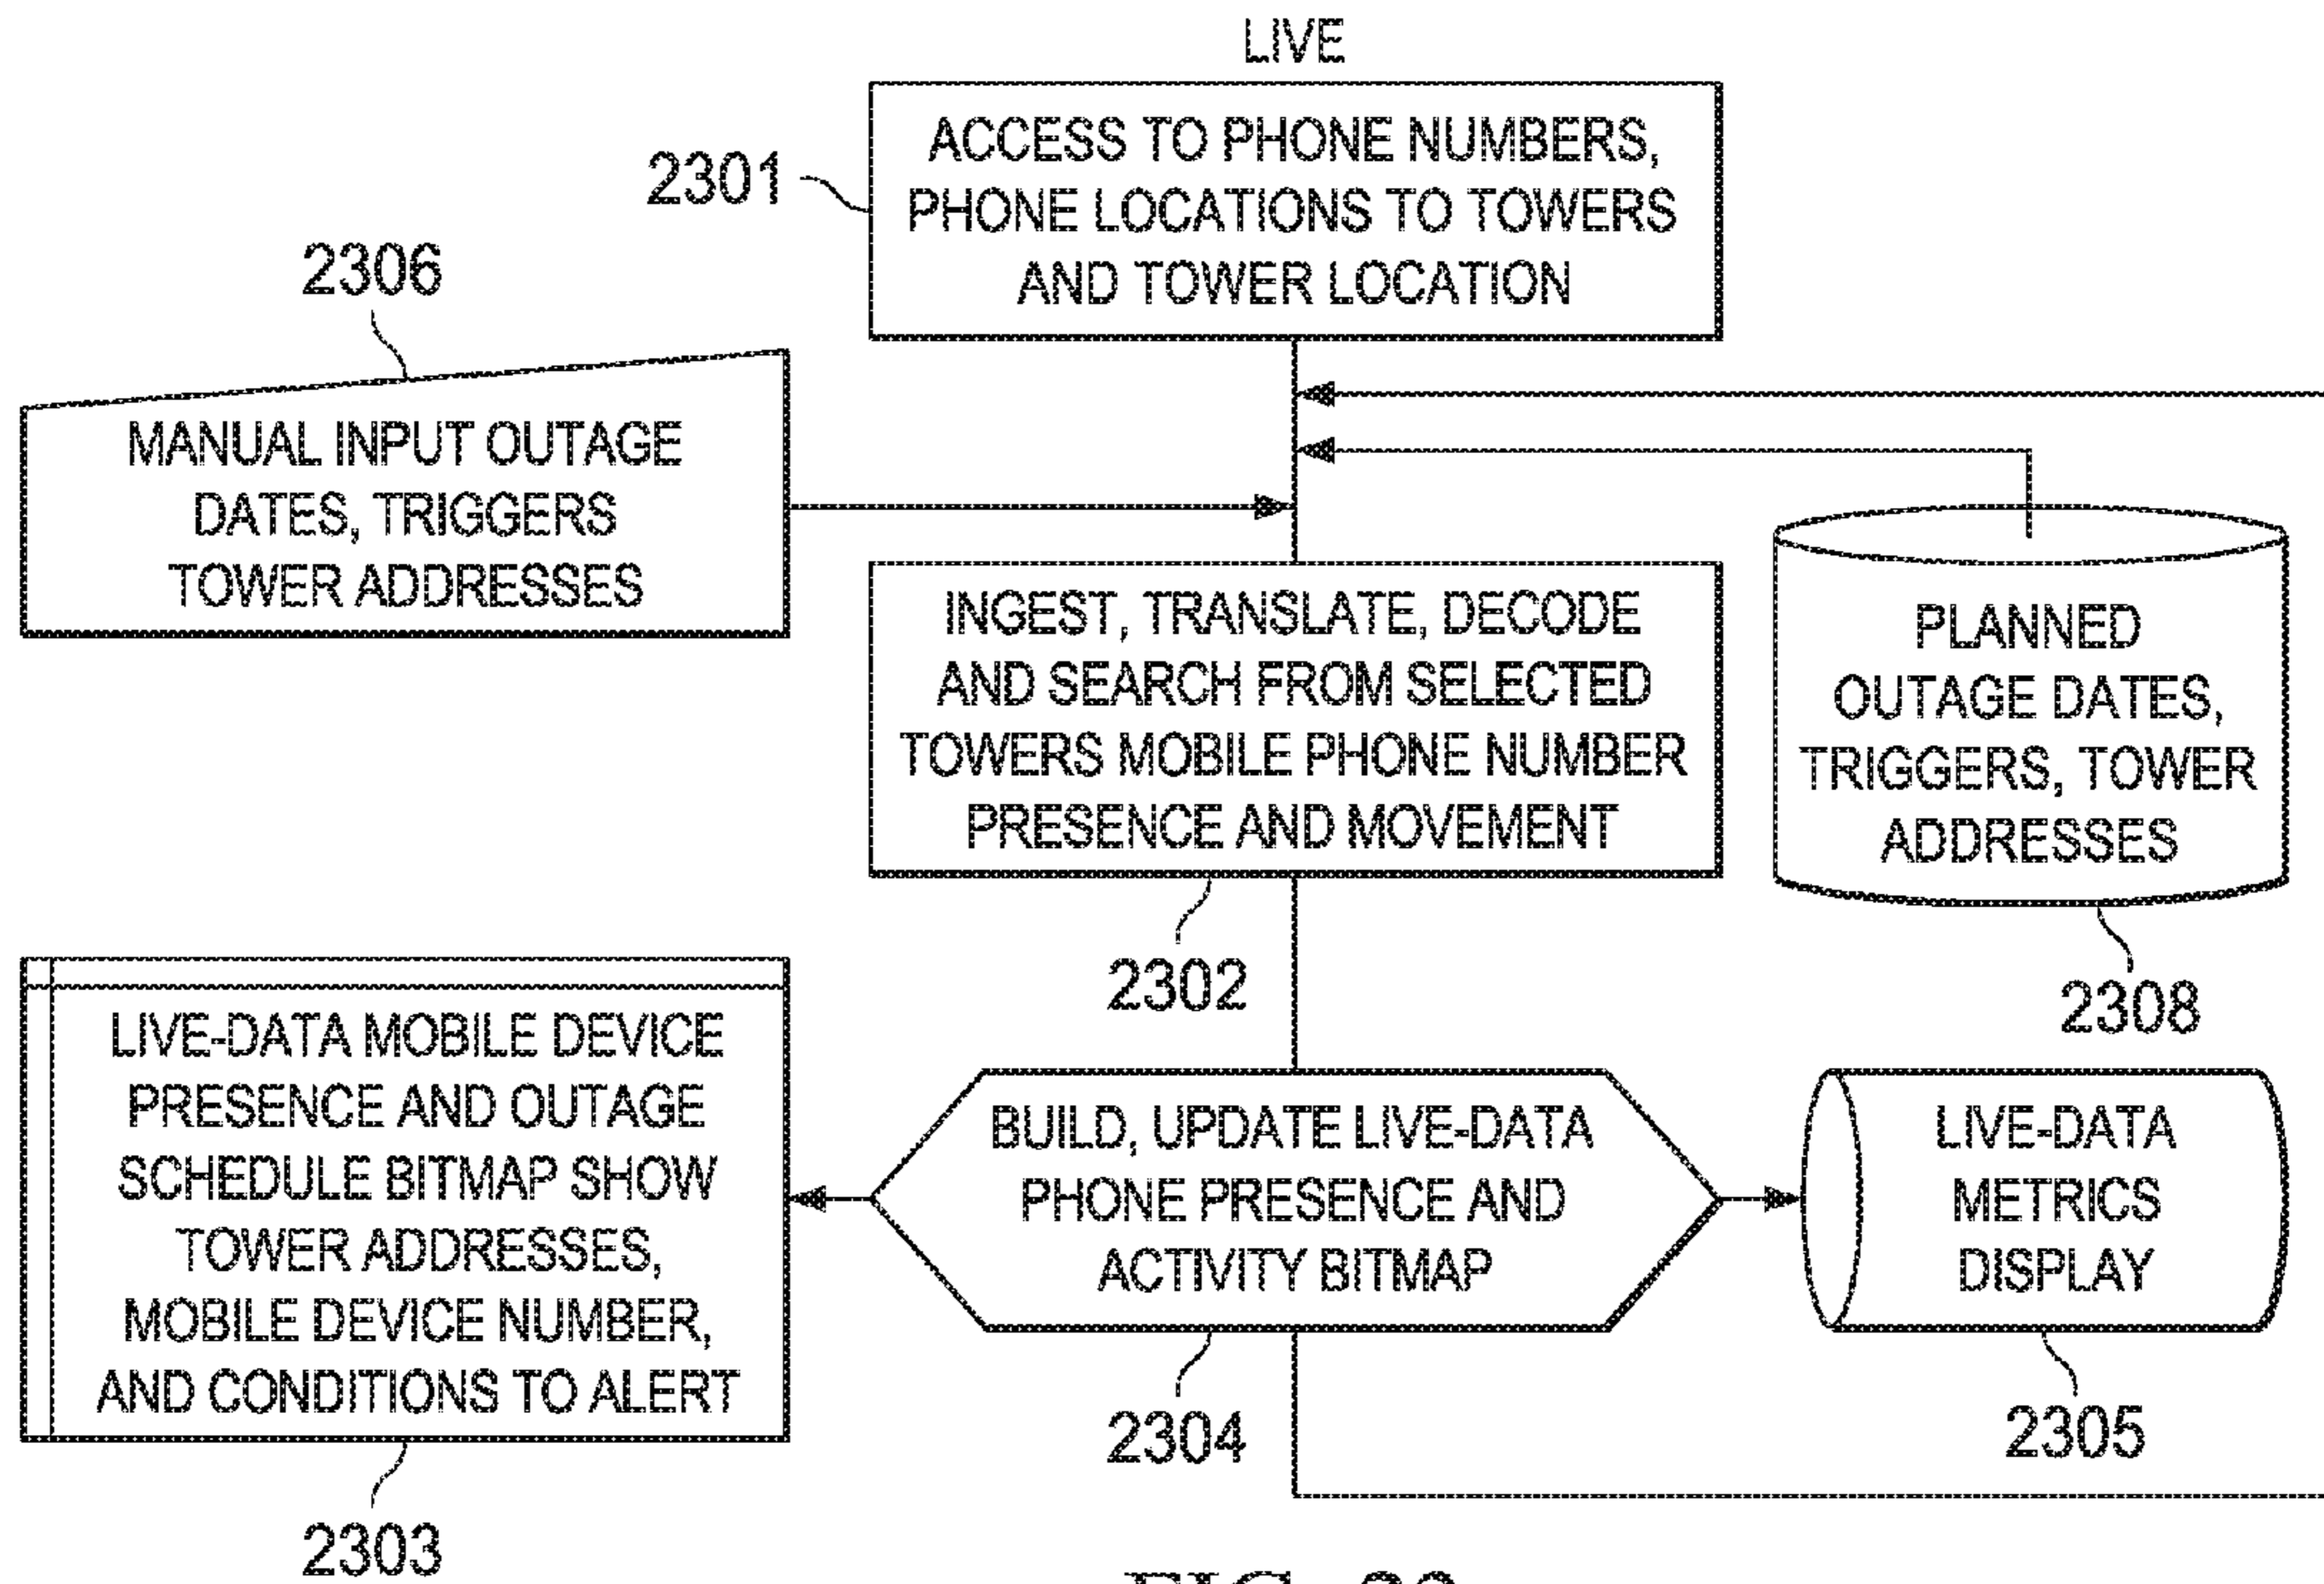 LIVE
2301
ACCESS TO PHONE NUMBERS,
PHONE LOCATIONS TO TOWERS
AND TOWER LOCATION
2306
MANUAL INPUT OUTAGE
DATES, TRIGGERS
TOWER ADDRESSES
INGEST, TRANSLATE, DECODE
AND SEARCH FROM SELECTED
TOWERS MOBILE PHONE NUMBER
PRESENCE AND MOVEMENT
2302
PLANNED
OUTAGE DATES,
TRIGGERS, TOWER
ADDRESSES
2308
LIVE-DATA MOBILE DEVICE
PRESENCE AND OUTAGE
SCHEDULE BITMAP SHOW
TOWER ADDRESSES,
MOBILE DEVICE NUMBER,
AND CONDITIONS TO ALERT
2303
BUILD, UPDATE LIVE-DATA
PHONE PRESENCE AND
ACTIVITY BITMAP
2304
LIVE-DATA
METRICS
DISPLAY
2305